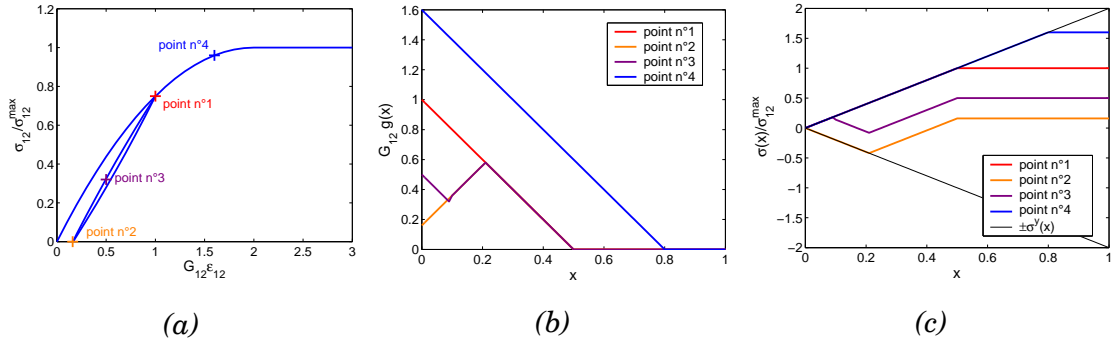 1.2
1
0.8
0.6
0.4
0.2
0
0 0.5 1 1.5 2 2.5 3
σ12/σ12^max
G12ε12
point n°4
point n°1
point n°3
point n°2
(a)
1.6
1.4
1.2
1
0.8
0.6
0.4
0.2
0
0 0.2 0.4 0.6 0.8 1
G12 g(x)
x
point n°1
point n°2
point n°3
point n°4
(b)
2
1.5
1
0.5
0
−0.5
−1
−1.5
−2
0 0.2 0.4 0.6 0.8 1
σ(x)/σ12^max
x
point n°1
point n°2
point n°3
point n°4
±σ^y(x)
(c)